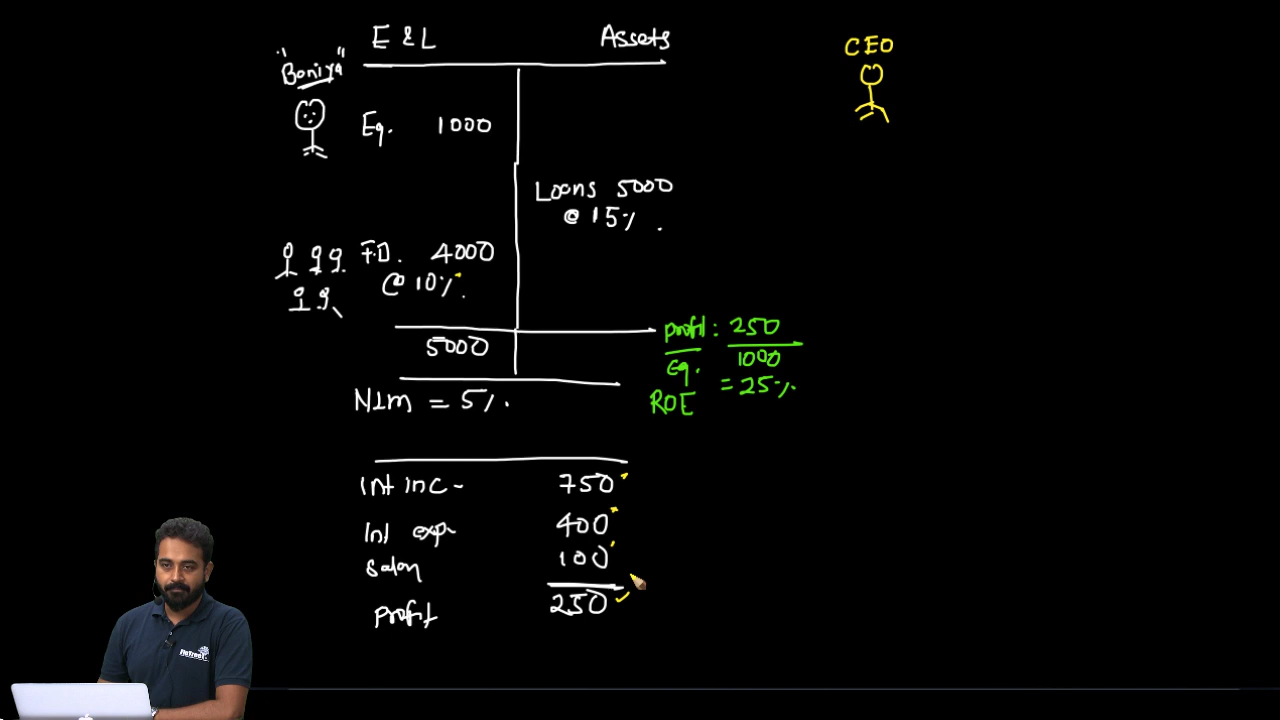 E & L Assets
"Baniya"
CEO
Eq. 1000
Loans 5000
@ 15%.
F.D. 4000
@ 10%.
5000
profit : 250
Eq. 1000
ROE = 25%.
NIM = 5%.
Int inc - 750
Int exp - 400
Salary 100
profit 250
FinTree